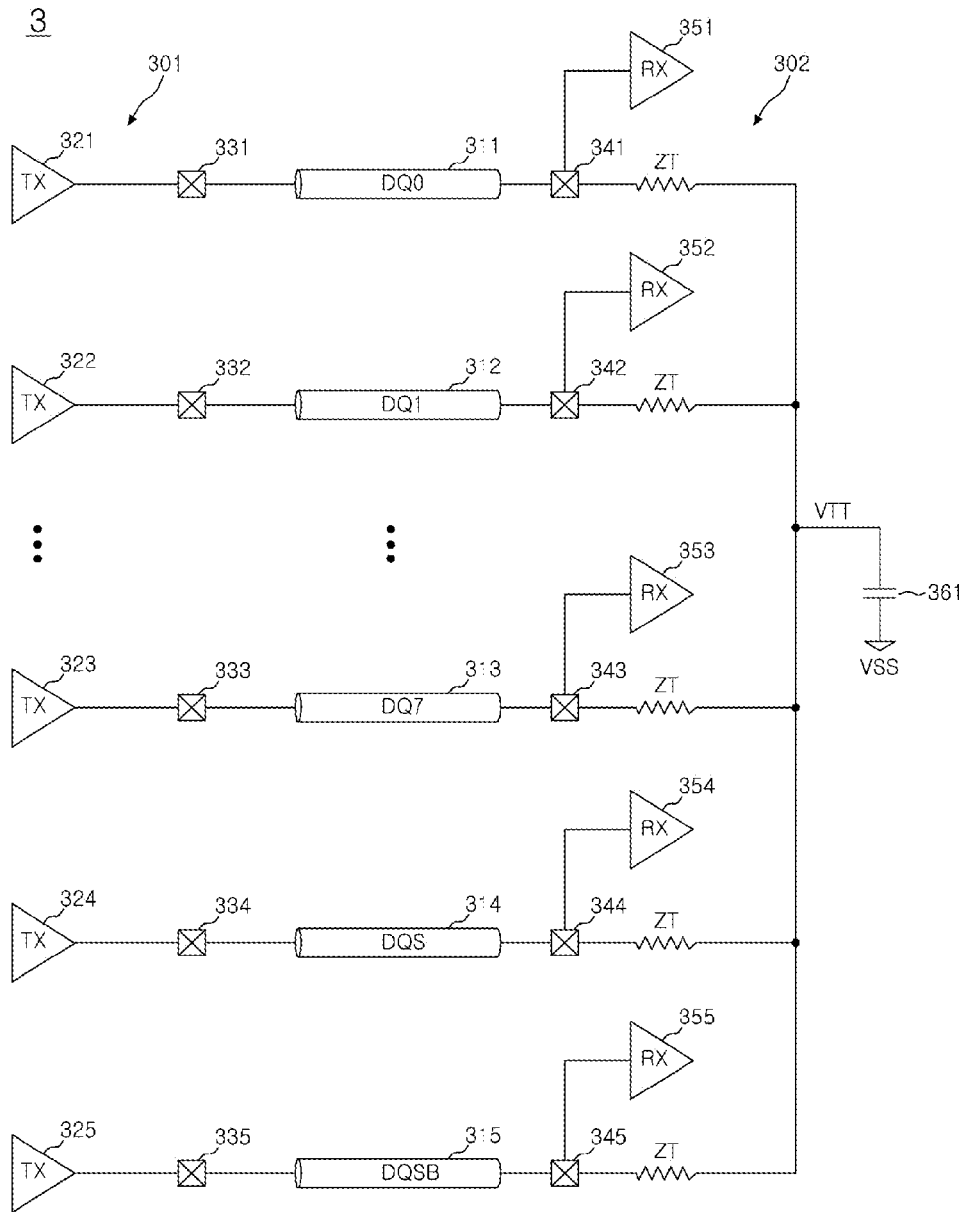 3
301
302
351
RX
321
TX
331
311
DQ0
341
ZT
352
RX
322
TX
332
312
DQ1
342
ZT
VTT
361
VSS
353
RX
323
TX
333
313
DQ7
343
ZT
354
RX
324
TX
334
314
DQS
344
ZT
355
RX
325
TX
335
315
DQSB
345
ZT